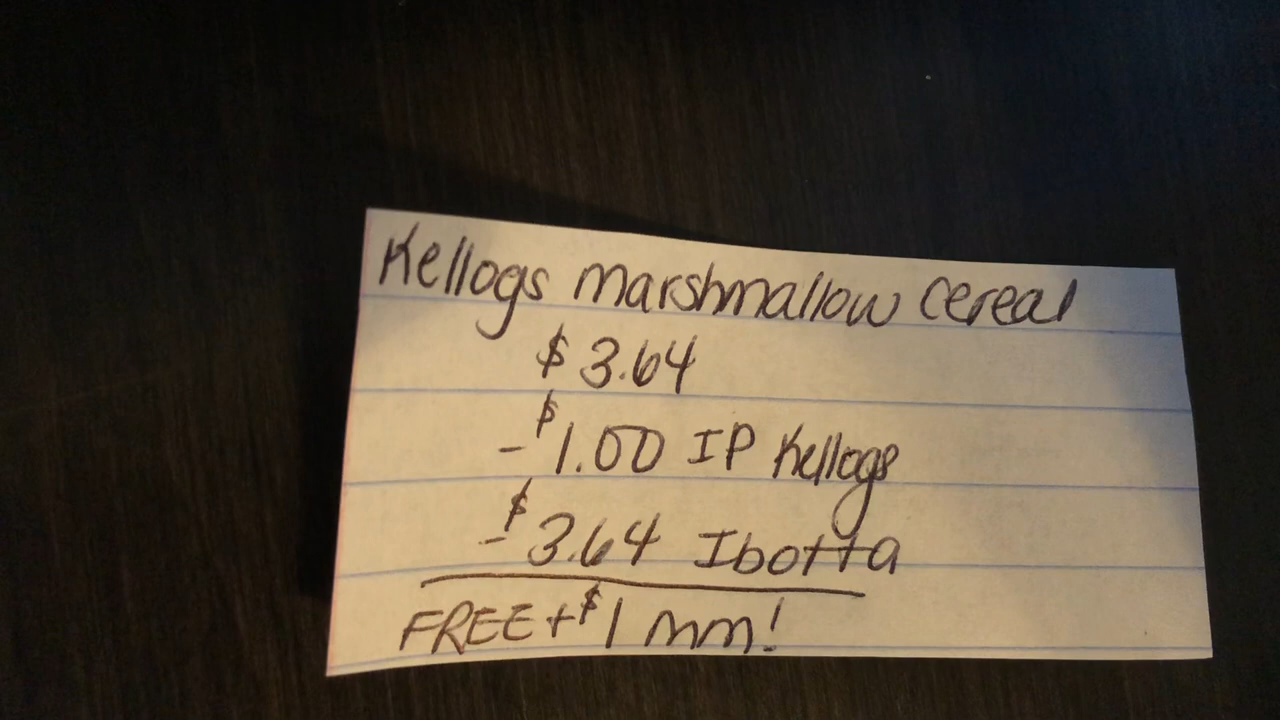 Kellogs marshmallow cereal
$3.64
- $1.00 IP Kellogs
- $3.64 Ibotta
FREE + $1 mm!